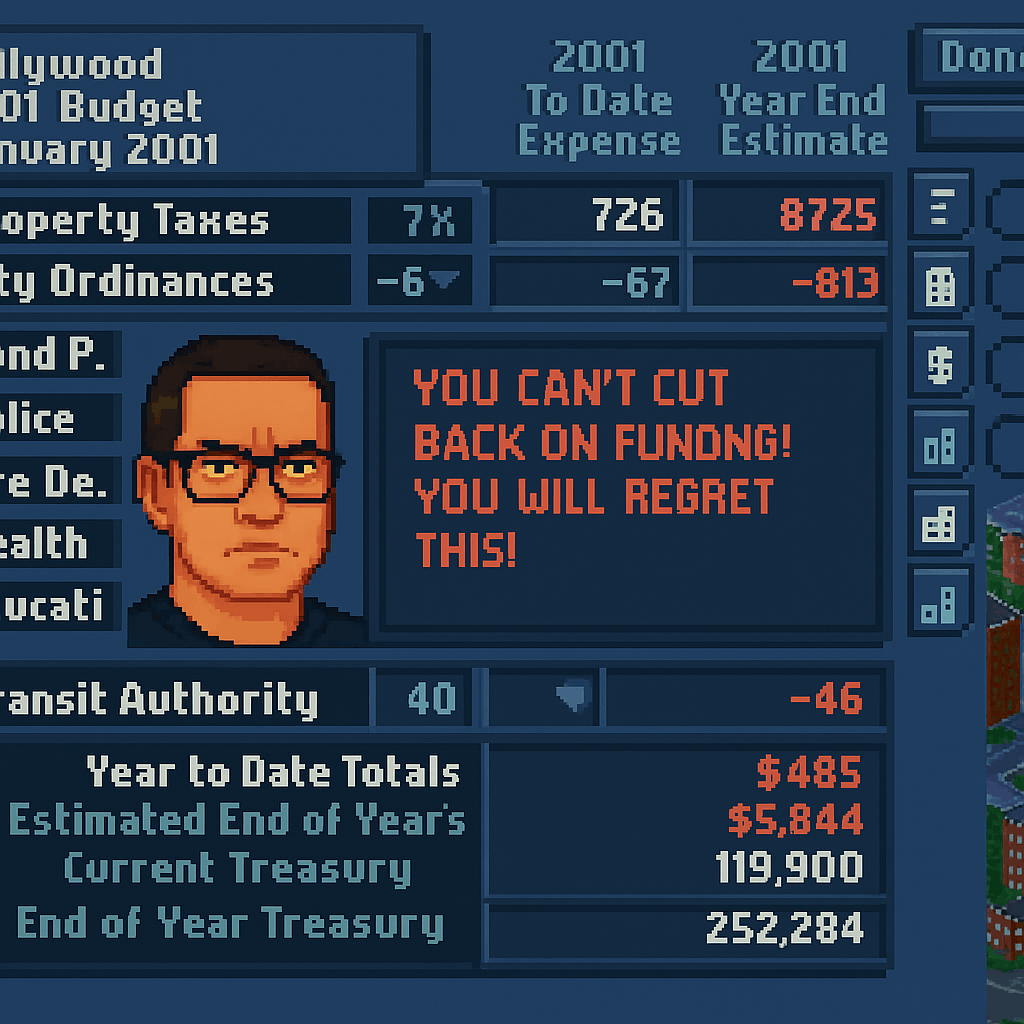 llywood
01 Budget
nuary 2001
2001 To Date Expense
2001 Year End Estimate
Done
operty Taxes 7% 726 8725
ty Ordinances -6 -67 -813
ond P.
olice
re De.
ealth
ucati
YOU CAN'T CUT
BACK ON FUNDNG!
YOU WILL REGRET
THIS!
ransit Authority 40 -46
Year to Date Totals $485
Estimated End of Year's $5,844
Current Treasury 119,900
End of Year Treasury 252,284